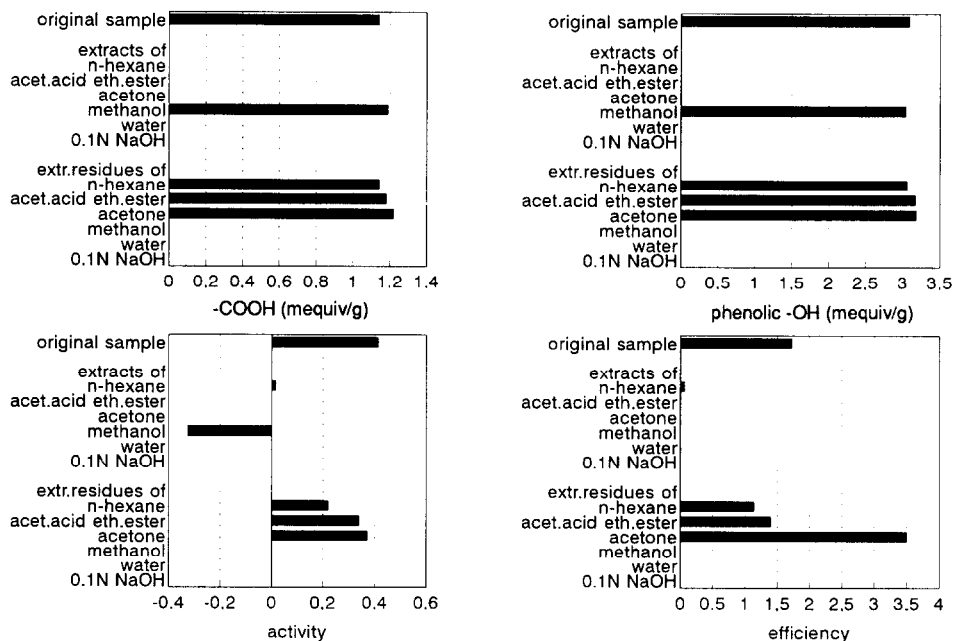 original sample
extracts of
n-hexane
acet.acid eth.ester
acetone
methanol
water
0.1N NaOH
extr.residues of
n-hexane
acet.acid eth.ester
acetone
methanol
water
0.1N NaOH
0 0.2 0.4 0.6 0.8 1 1.2 1.4
-COOH (mequiv/g)
original sample
extracts of
n-hexane
acet.acid eth.ester
acetone
methanol
water
0.1N NaOH
extr.residues of
n-hexane
acet.acid eth.ester
acetone
methanol
water
0.1N NaOH
0 0.5 1 1.5 2 2.5 3 3.5
phenolic -OH (mequiv/g)
original sample
extracts of
n-hexane
acet.acid eth.ester
acetone
methanol
water
0.1N NaOH
extr.residues of
n-hexane
acet.acid eth.ester
acetone
methanol
water
0.1N NaOH
-0.4 -0.2 0 0.2 0.4 0.6
activity
original sample
extracts of
n-hexane
acet.acid eth.ester
acetone
methanol
water
0.1N NaOH
extr.residues of
n-hexane
acet.acid eth.ester
acetone
methanol
water
0.1N NaOH
0 0.5 1 1.5 2 2.5 3 3.5 4
efficiency